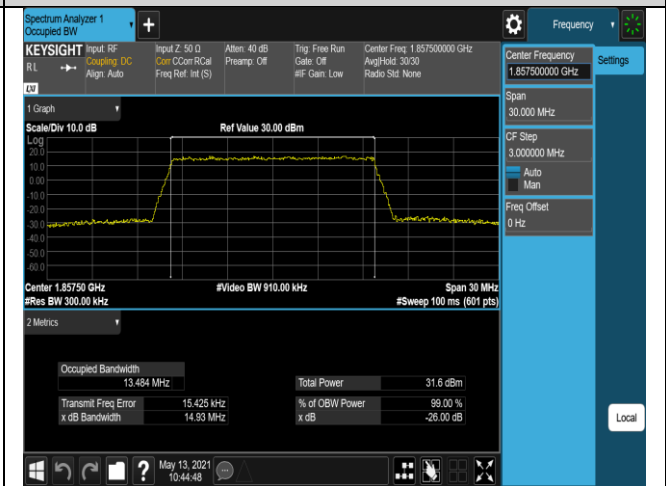 Spectrum Analyzer 1
Occupied BW
Frequency
KEYSIGHT
RL
LXI
Input: RF
Coupling: DC
Align: Auto
Input Z: 50 Ω
Corr CCorr RCal
Freq Ref: Int (S)
Atten: 40 dB
Preamp: Off
Trig: Free Run
Gate: Off
#IF Gain: Low
Center Freq: 1.857500000 GHz
Avg|Hold: 30/30
Radio Std: None
1 Graph
Scale/Div 10.0 dB
Ref Value 30.00 dBm
Log
20.0
10.0
0.00
-10.0
-20.0
-30.0
-40.0
-50.0
-60.0
Center 1.85750 GHz
#Video BW 910.00 kHz
Span 30 MHz
#Res BW 300.00 kHz
#Sweep 100 ms (601 pts)
2 Metrics
Occupied Bandwidth
13.484 MHz
Total Power 31.6 dBm
Transmit Freq Error 15.425 kHz
% of OBW Power 99.00 %
x dB Bandwidth 14.93 MHz
x dB -26.00 dB
Center Frequency
1.857500000 GHz
Settings
Span
30.000 MHz
CF Step
3.000000 MHz
Auto
Man
Freq Offset
0 Hz
Local
?
May 13, 2021
10:44:48